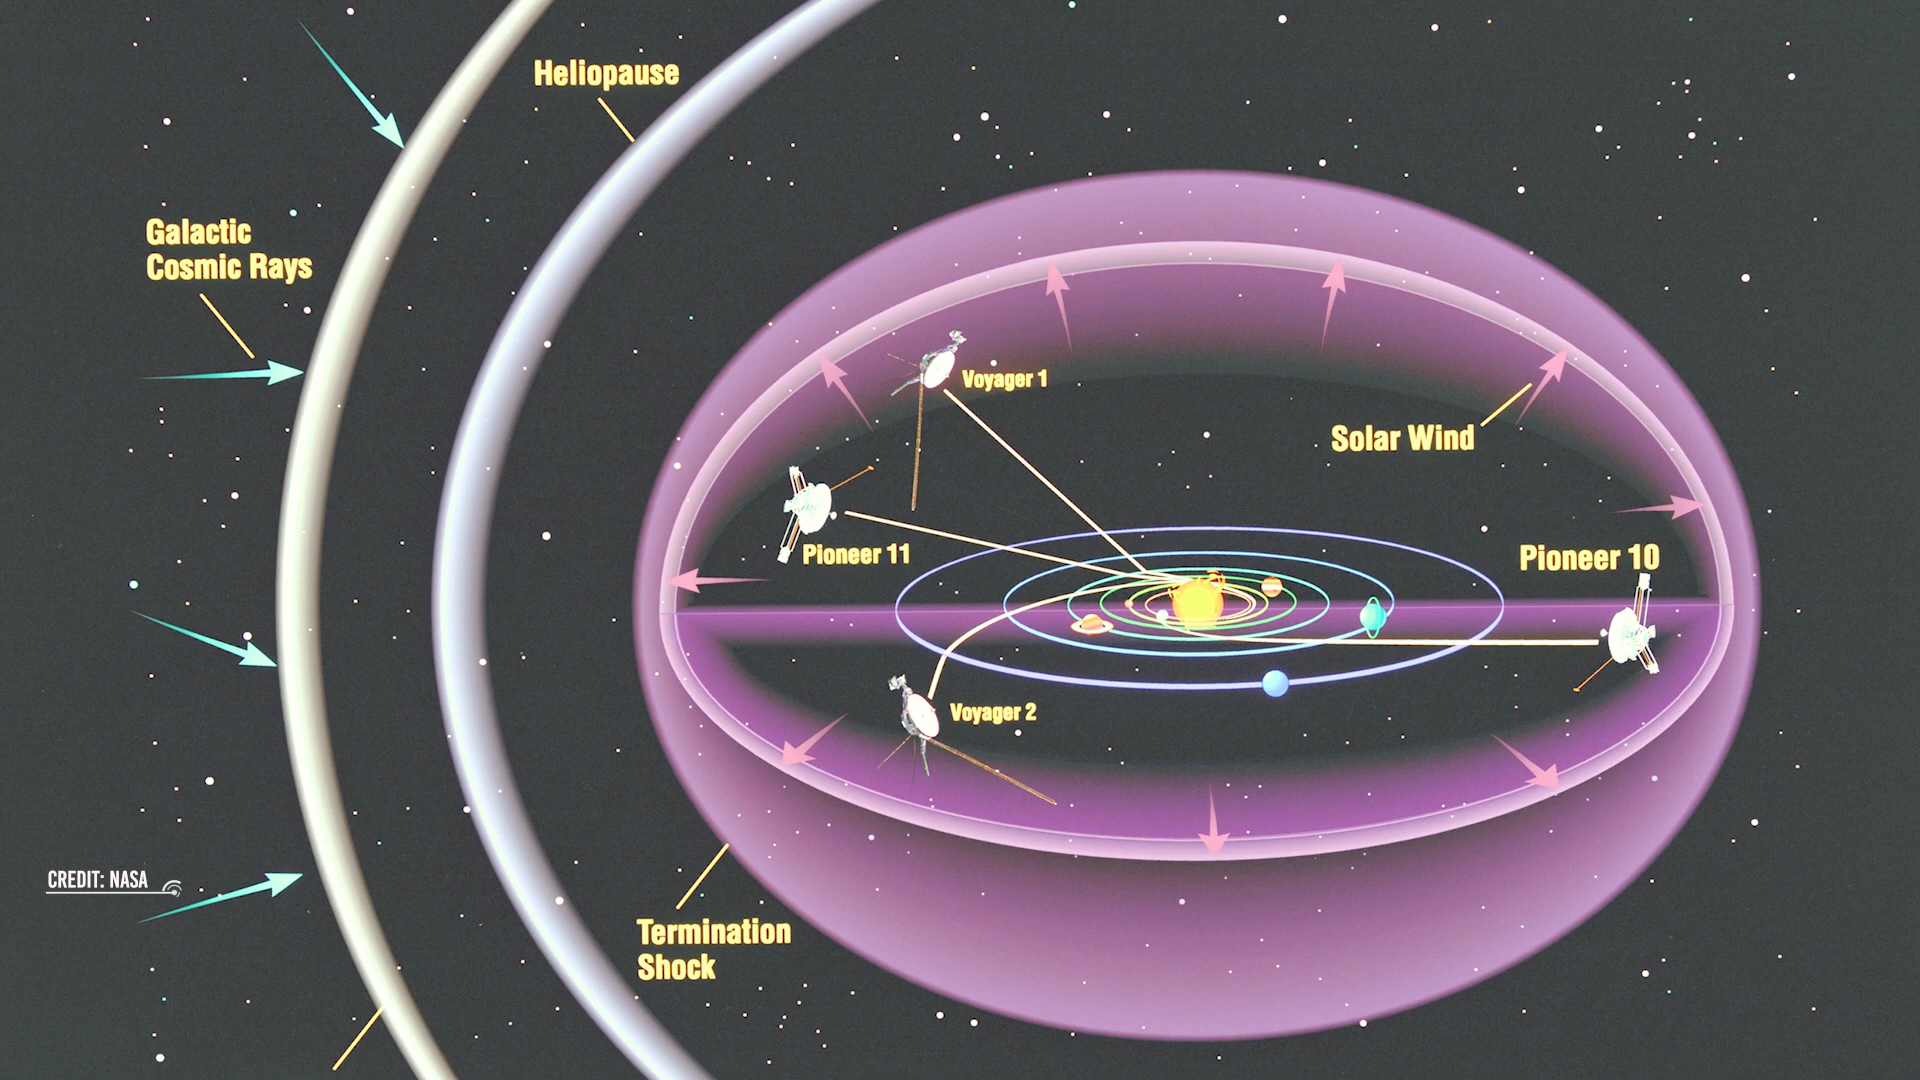 Heliopause
Galactic
Cosmic Rays
Voyager 1
Solar Wind
Pioneer 11
Pioneer 10
Voyager 2
CREDIT: NASA
Termination
Shock